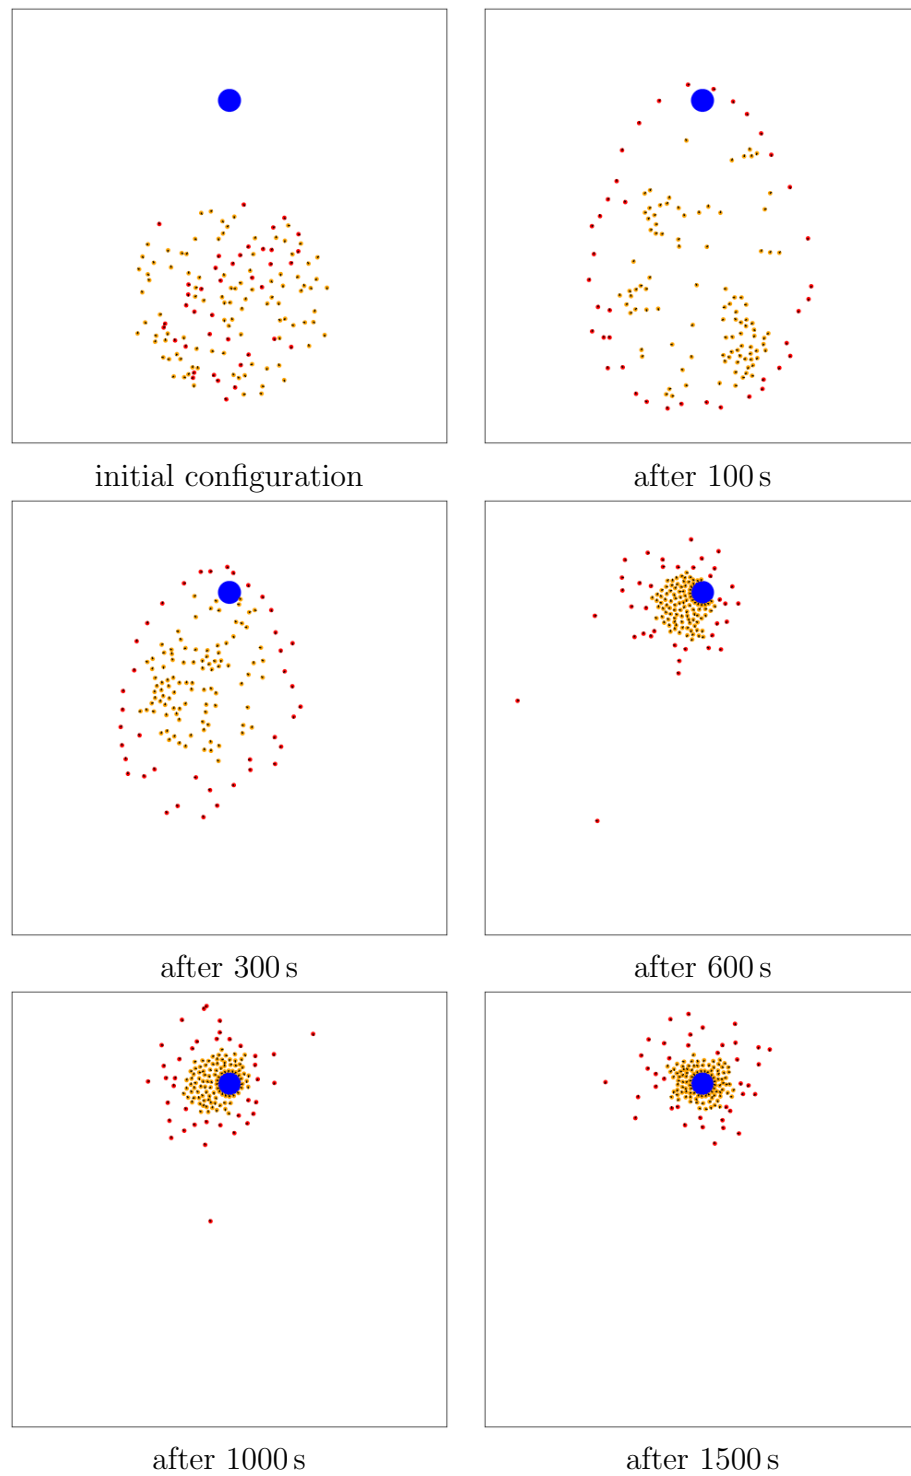 initial configuration
after 100 s
after 300 s
after 600 s
after 1000 s
after 1500 s